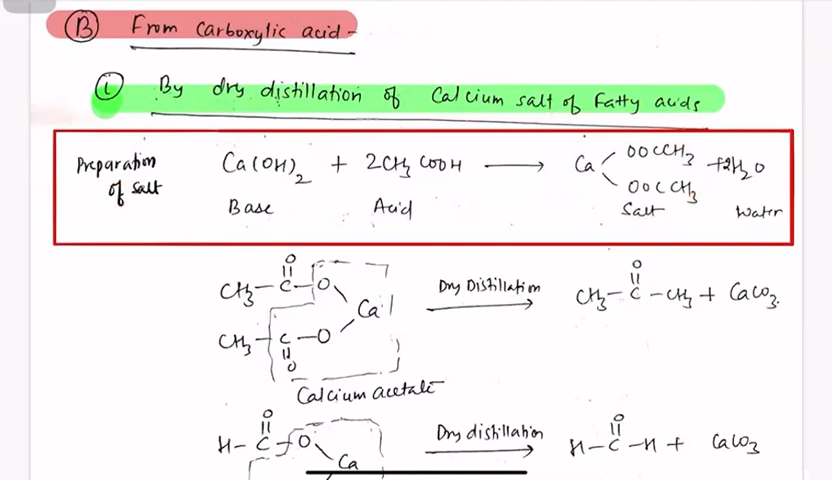 B From carboxylic acid-
i By dry distillation of Calcium salt of Fatty acids
Preparation of salt
Ca(OH)2 + 2CH3COOH ⟶ Ca OOCCH3 OOCCH3 +2H2O
Base Acid Salt Water
O O
CH3-C-O Dry Distillation CH3-C-CH3 + CaCO3.
Ca
CH3-C-O
O
Calcium acetate
O O
H-C-O Dry distillation H-C-H + CaCO3
Ca